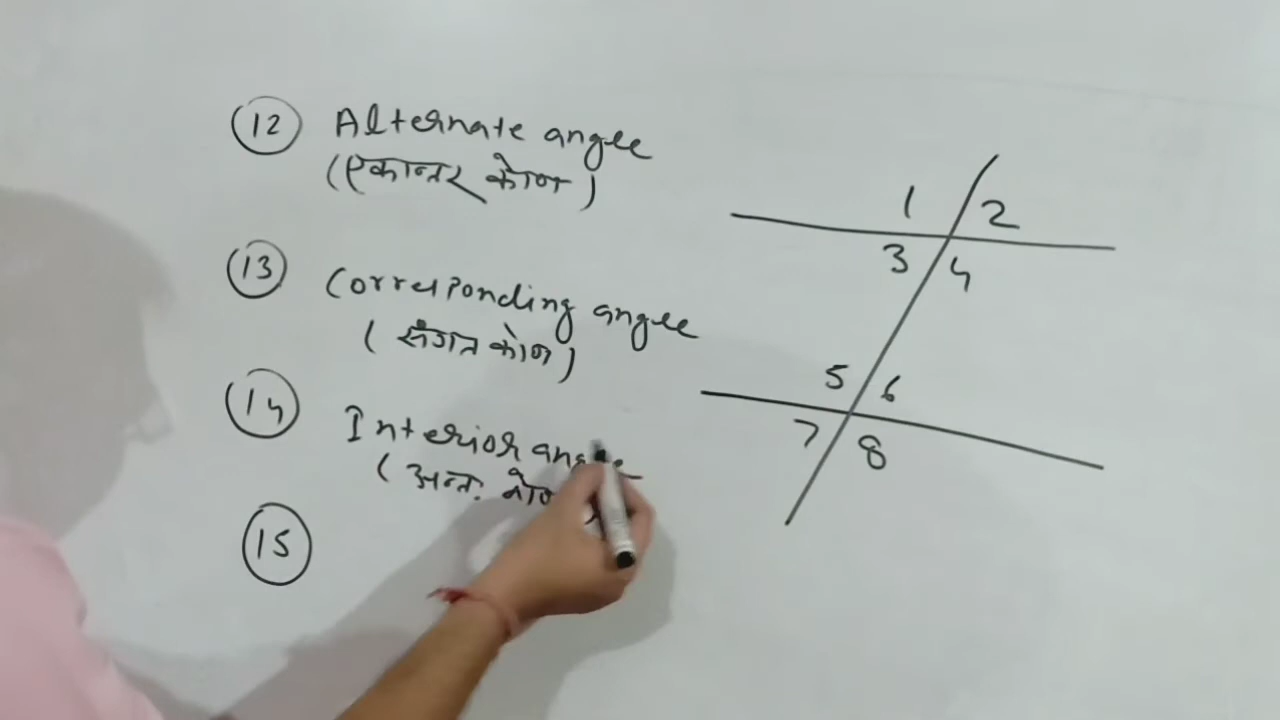 12 Alternate angle
(एकान्तर कोण)
13 Corresponding angle
(संगत कोण)
14 Interior angle
(अन्तः कोण
15
1 2
3 4
5 6
7 8